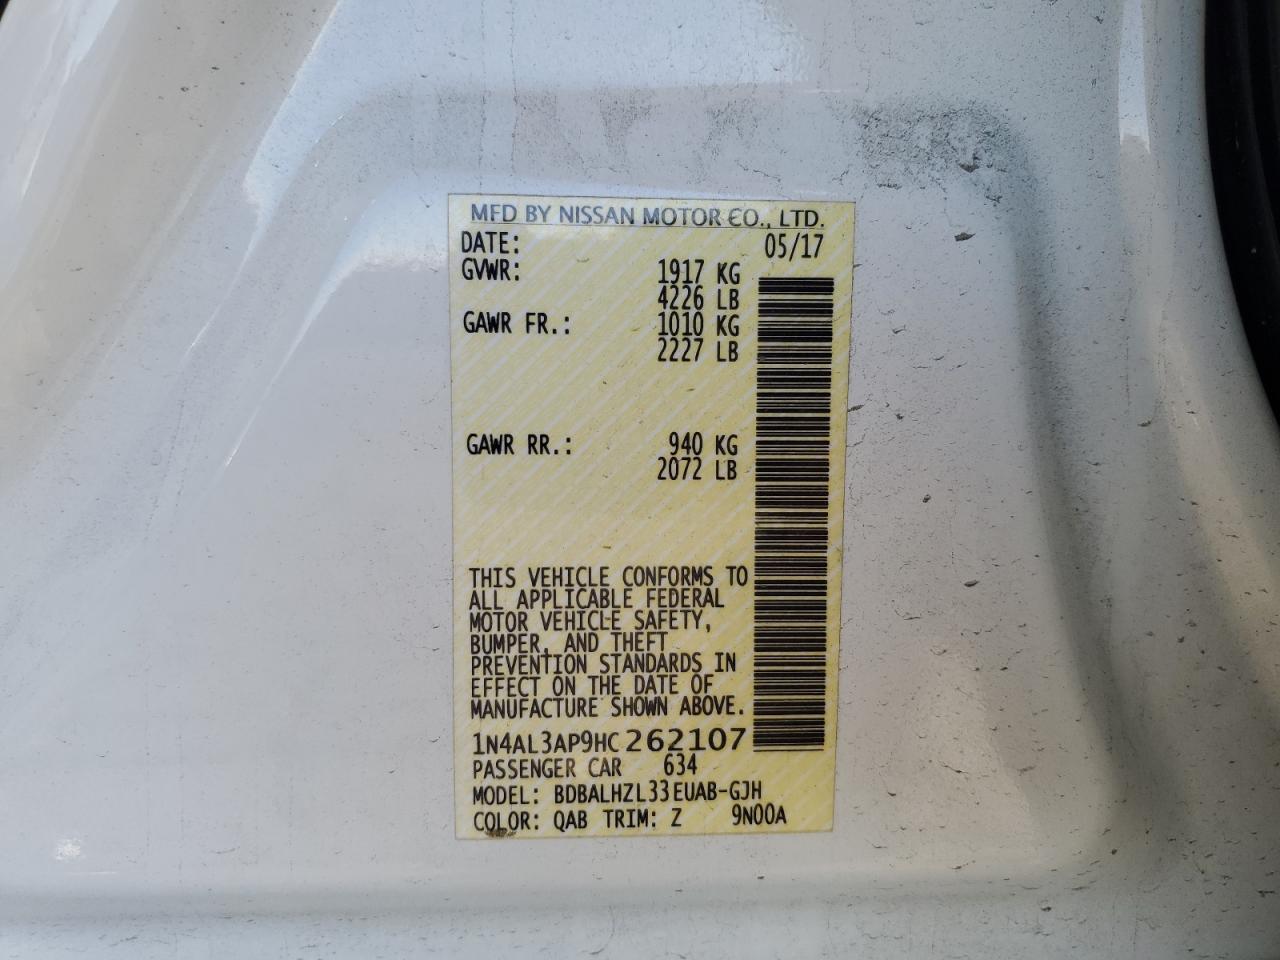 MFD BY NISSAN MOTOR CO., LTD.
DATE: 05/17
GVWR: 1917 KG
4226 LB
GAWR FR.: 1010 KG
2227 LB
GAWR RR.: 940 KG
2072 LB
THIS VEHICLE CONFORMS TO
ALL APPLICABLE FEDERAL
MOTOR VEHICLE SAFETY,
BUMPER, AND THEFT
PREVENTION STANDARDS IN
EFFECT ON THE DATE OF
MANUFACTURE SHOWN ABOVE.
1N4AL3AP9HC262107
PASSENGER CAR 634
MODEL: BDBALHZL33EUAB-GJH
COLOR: QAB TRIM: Z 9N00A